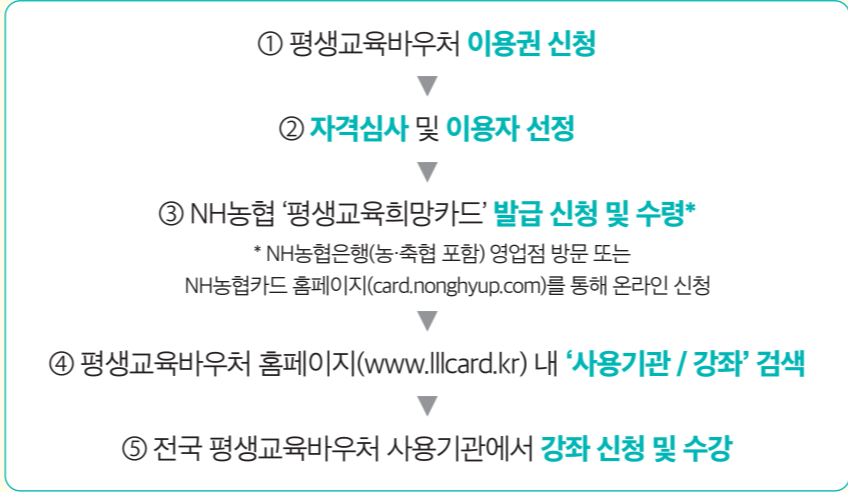 ① 평생교육바우처 이용권 신청
▼
② 자격심사 및 이용자 선정
▼
③ NH농협 ‘평생교육희망카드’ 발급 신청 및 수령*
* NH농협은행(농·축협 포함) 영업점 방문 또는
NH농협카드 홈페이지(card.nonghyup.com)를 통해 온라인 신청
▼
④ 평생교육바우처 홈페이지(www.lllcard.kr) 내 ‘사용기관 / 강좌’ 검색
▼
⑤ 전국 평생교육바우처 사용기관에서 강좌 신청 및 수강